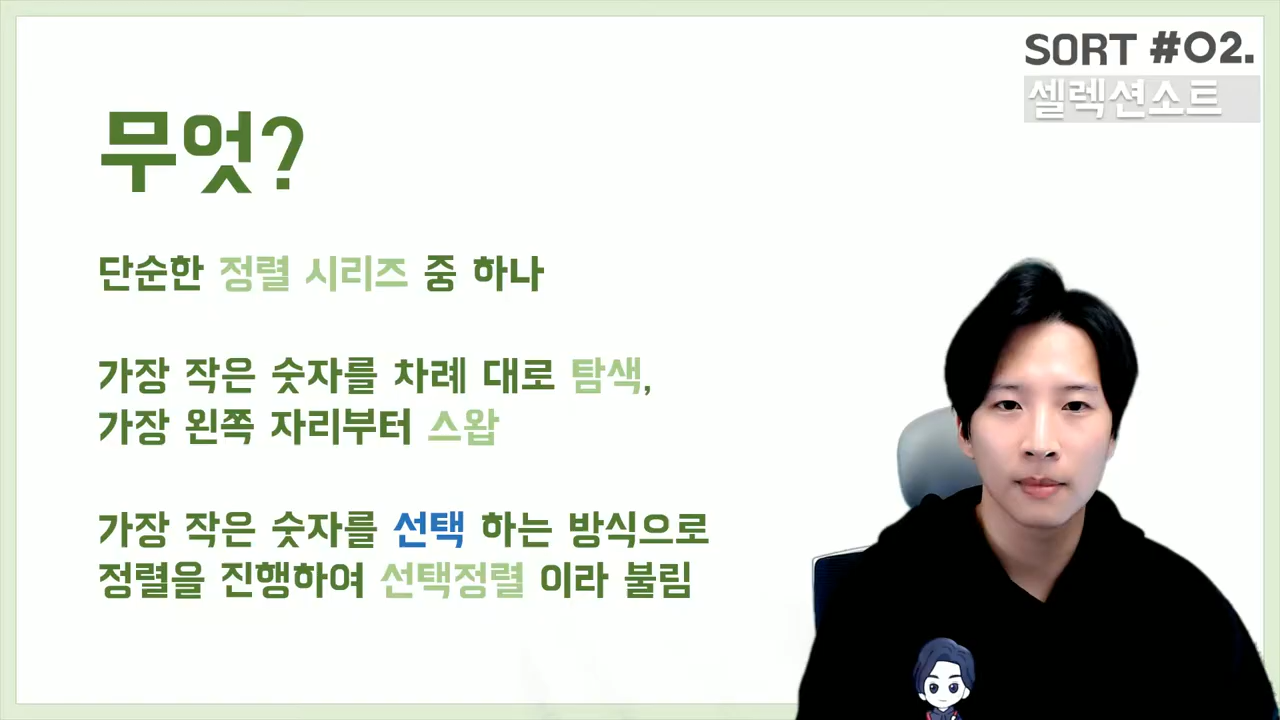 SORT #02.
셀렉션소트
무엇?
단순한 정렬 시리즈 중 하나
가장 작은 숫자를 차례 대로 탐색,
가장 왼쪽 자리부터 스왑
가장 작은 숫자를 선택 하는 방식으로
정렬을 진행하여 선택정렬 이라 불림